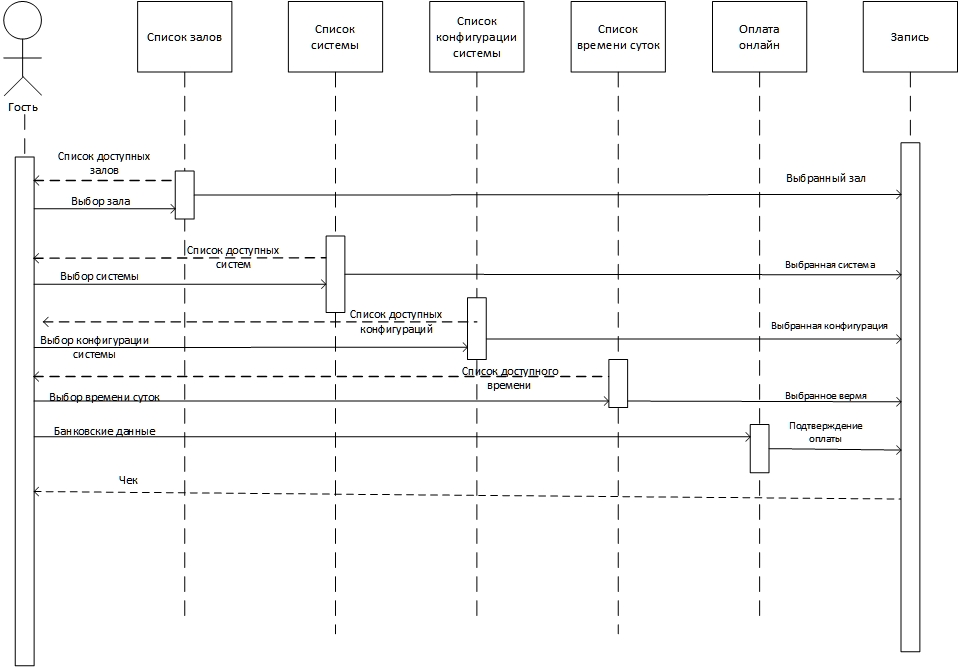 Список залов
Список
системы
Список
конфигурации
системы
Список
времени суток
Оплата
онлайн
Запись
Гость
Список доступных
залов
Выбранный зал
Выбор зала
Список доступных
систем
Выбранная система
Выбор системы
Список доступных
конфигураций
Выбранная конфигурация
Выбор конфигурации
системы
Список доступного
времени
Выбранное вермя
Выбор времени суток
Банковские данные
Подтверждение
оплаты
Чек